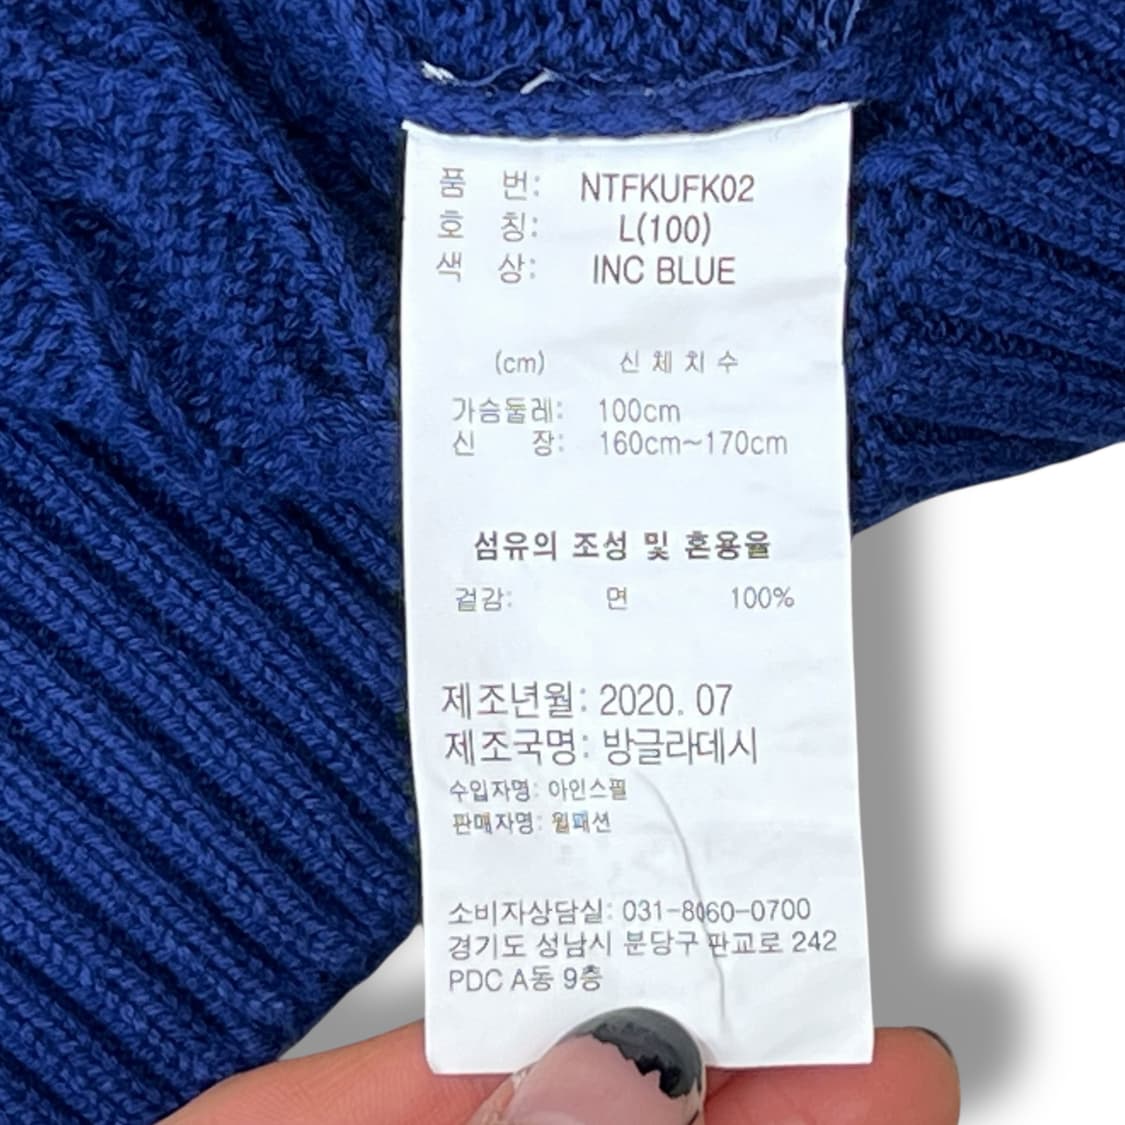 품 번: NTFKUFK02
호 칭: L(100)
색 상: INC BLUE
(cm) 신 체 치 수
가슴둘레: 100cm
신 장: 160cm~170cm
섬유의 조성 및 혼용율
겉감: 면 100%
제조년월: 2020. 07
제조국명: 방글라데시
수입자명: 아인스필
판매자명: 윌패션
소비자상담실: 031-8060-0700
경기도 성남시 분당구 판교로 242
PDC A동 9층